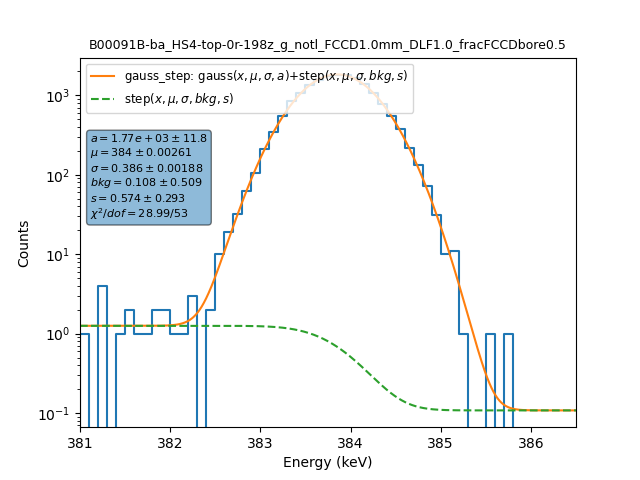 B00091B-ba_HS4-top-0r-198z_g_notl_FCCD1.0mm_DLF1.0_fracFCCDbore0.5
gauss_step: gauss(x, μ, σ, a)+step(x, μ, σ, bkg, s)
step(x, μ, σ, bkg, s)
a = 1.77e + 03 ± 11.8
μ = 384 ± 0.00261
σ = 0.386 ± 0.00188
bkg = 0.108 ± 0.509
s = 0.574 ± 0.293
χ²/dof = 28.99/53
Counts
10³
10²
10¹
10⁰
10⁻¹
381 382 383 384 385 386
Energy (keV)